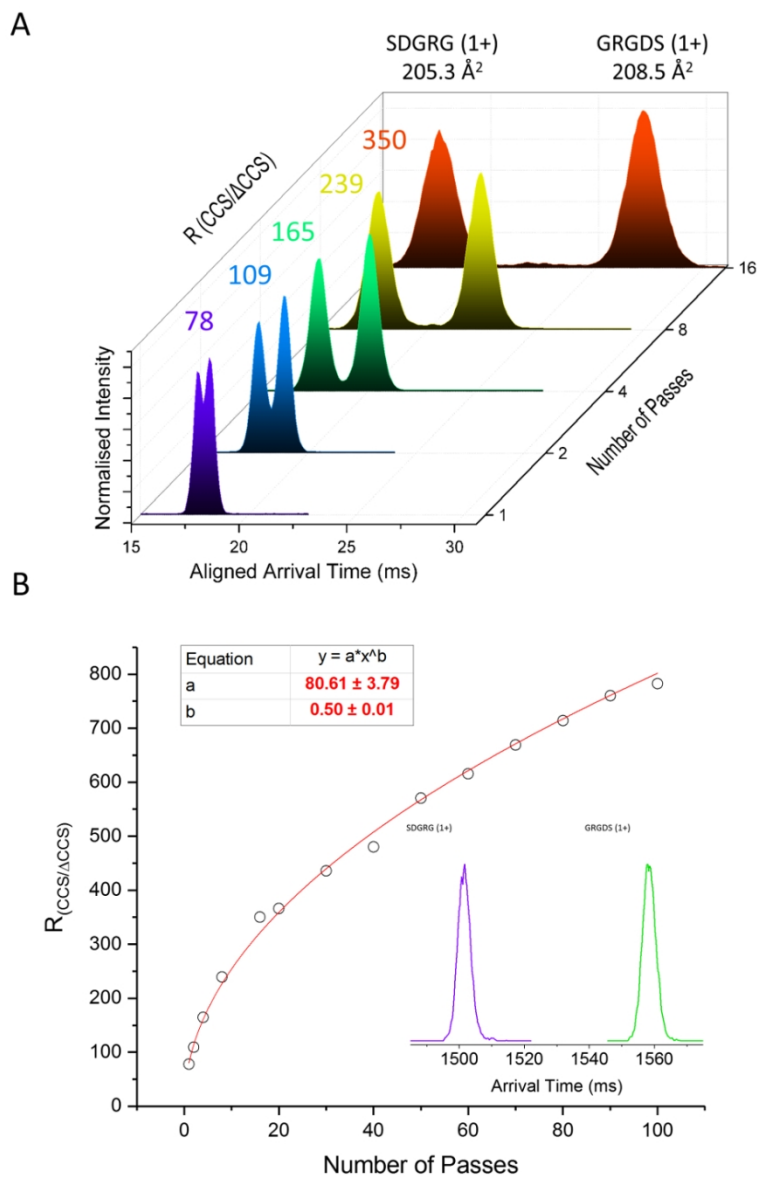 A
SDGRG (1+)
205.3 Å²
GRGDS (1+)
208.5 Å²
R (CCS/ΔCCS)
350
239
165
109
78
Normalised Intensity
15
20
25
30
Aligned Arrival Time (ms)
1
2
4
8
16
Number of Passes
B
Equation y = a*x^b
a 80.61 ± 3.79
b 0.50 ± 0.01
R(CCS/ΔCCS)
800
700
600
500
400
300
200
100
0
SDGRG (1+)
GRGDS (1+)
1500
1520
1540
1560
Arrival Time (ms)
0
20
40
60
80
100
Number of Passes